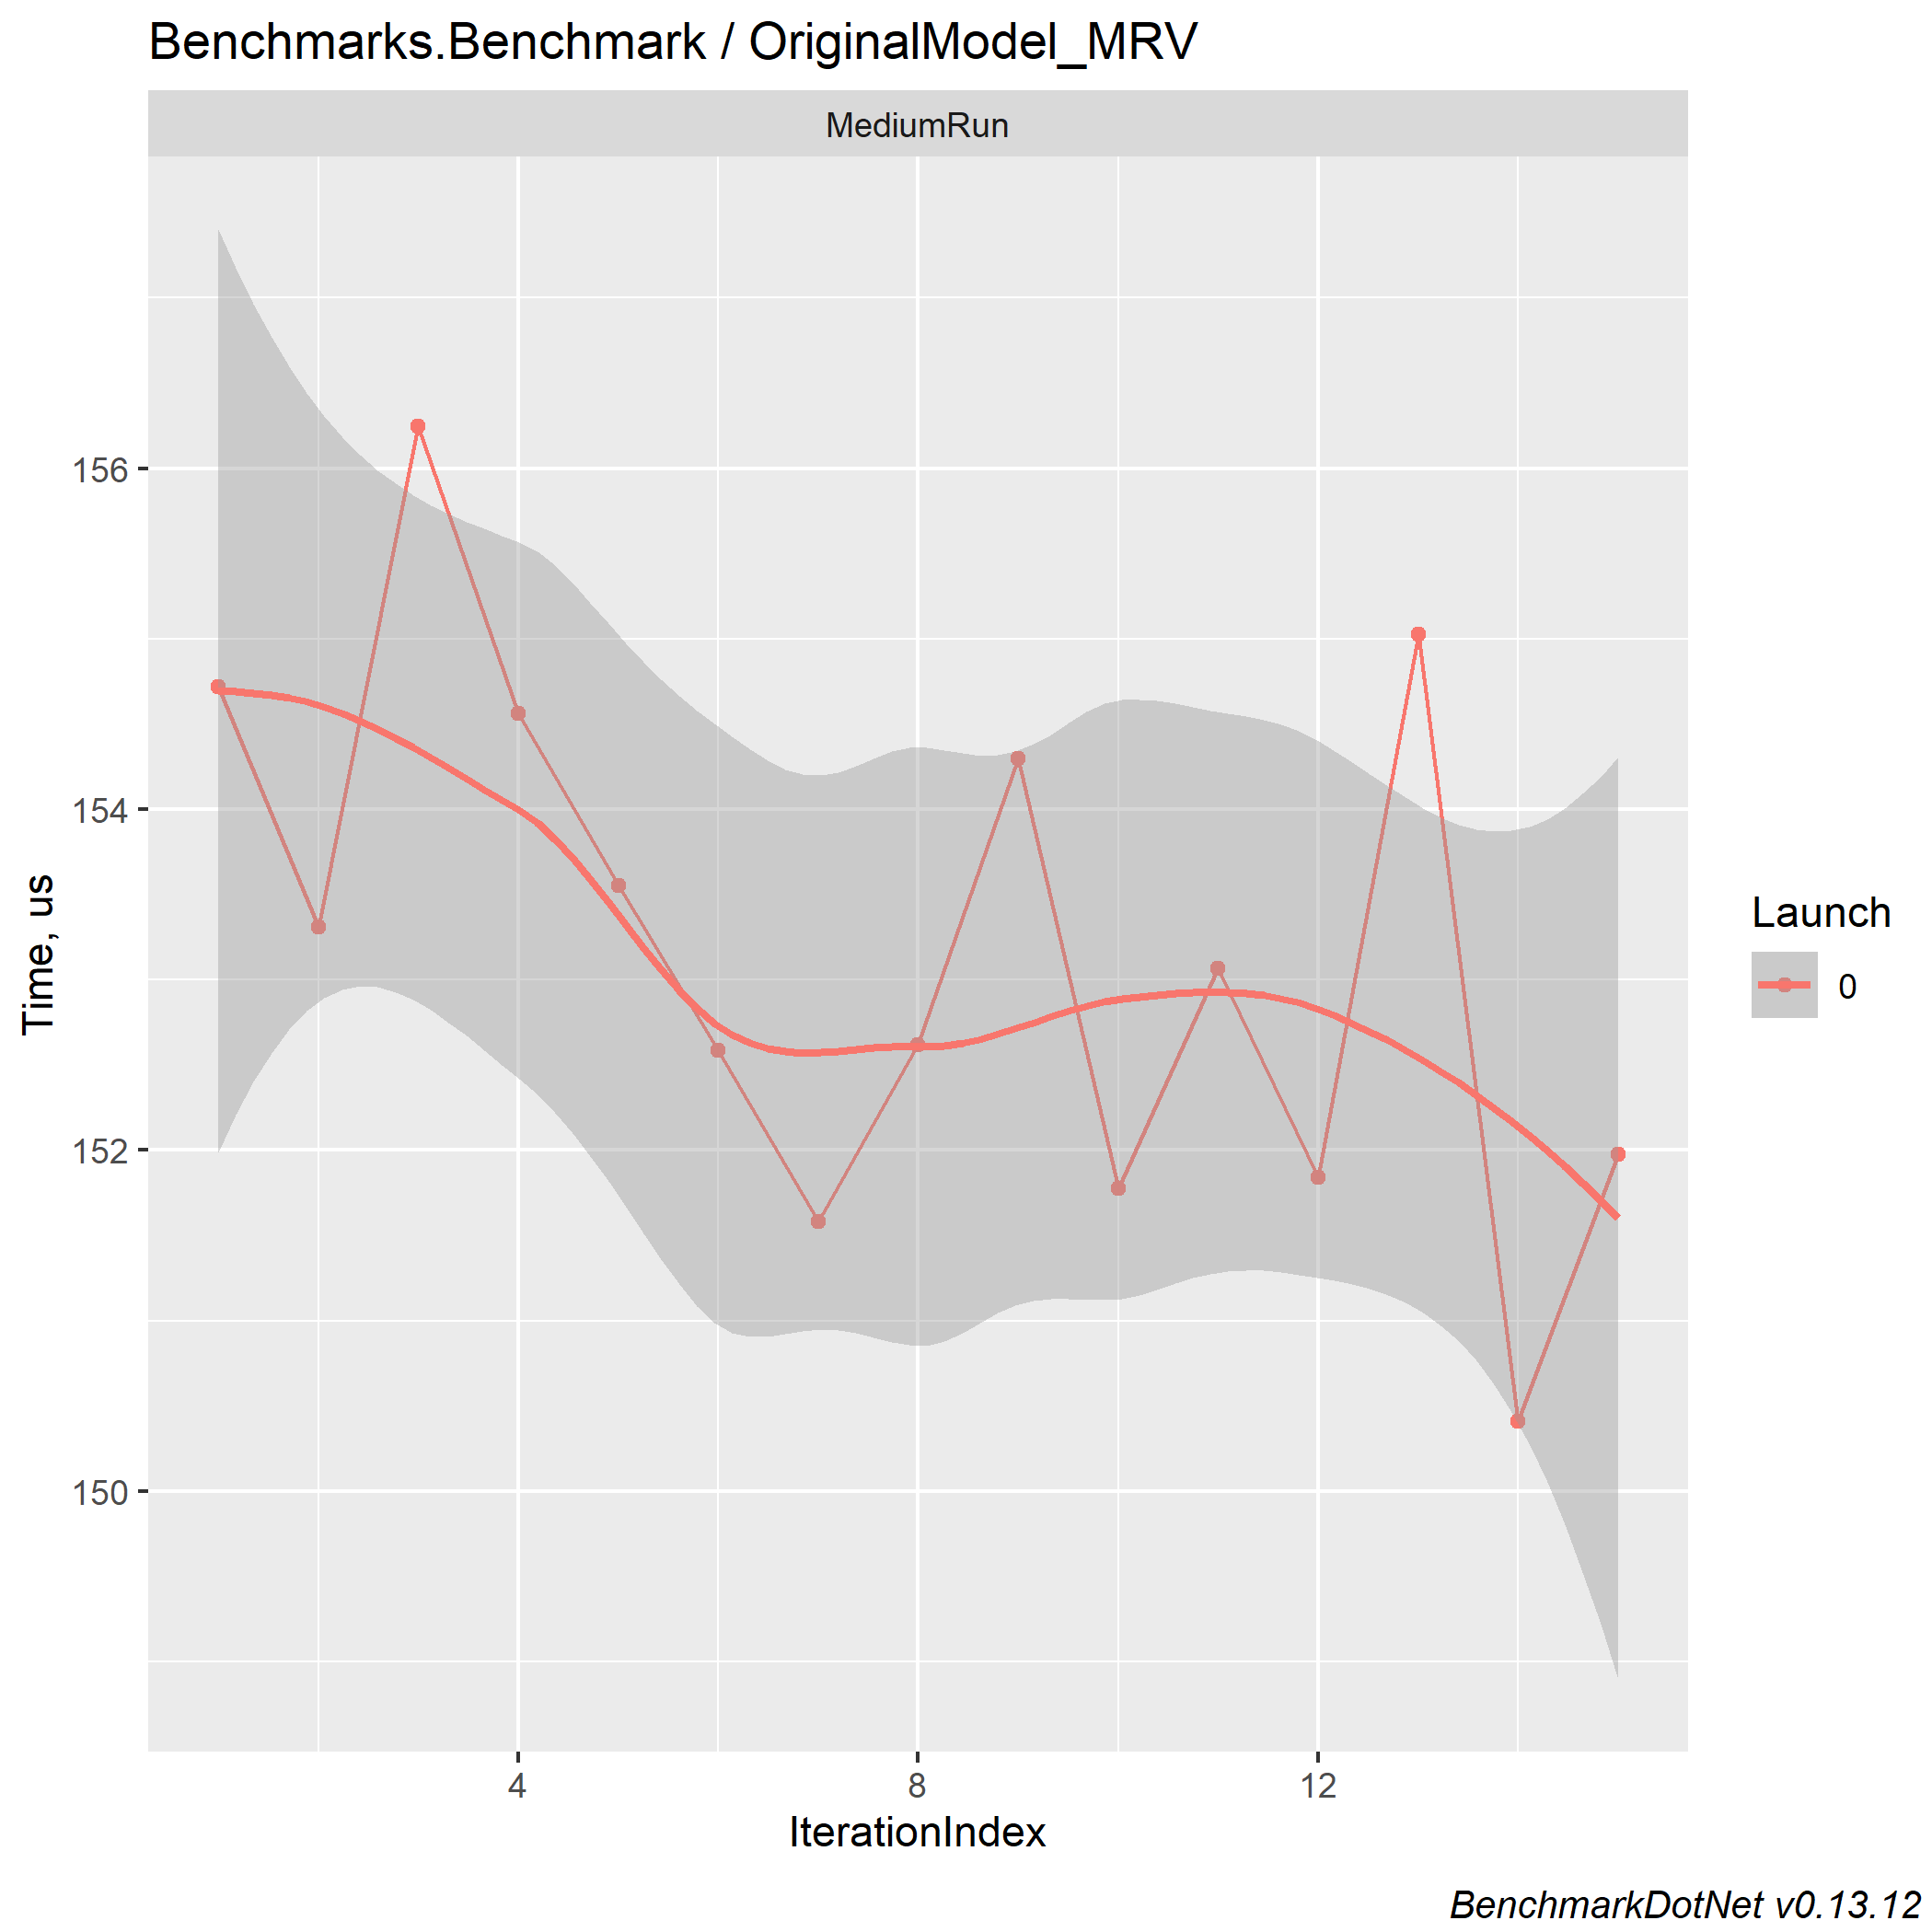 Benchmarks.Benchmark / OriginalModel_MRV
MediumRun
156
154
152
150
Time, us
4 8 12
IterationIndex
Launch
0
BenchmarkDotNet v0.13.12